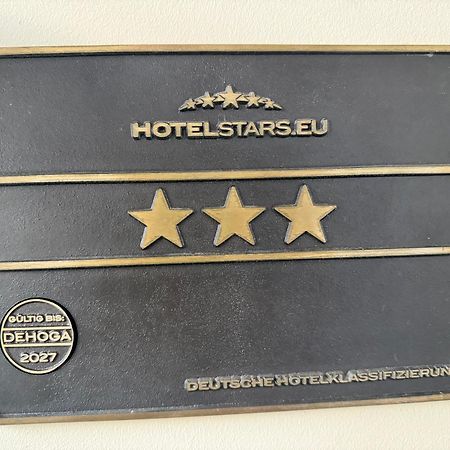 HOTELSTARS.EU
GÜLTIG BIS:
DEHOGA
2027
DEUTSCHE HOTELKLASSIFIZIERUN